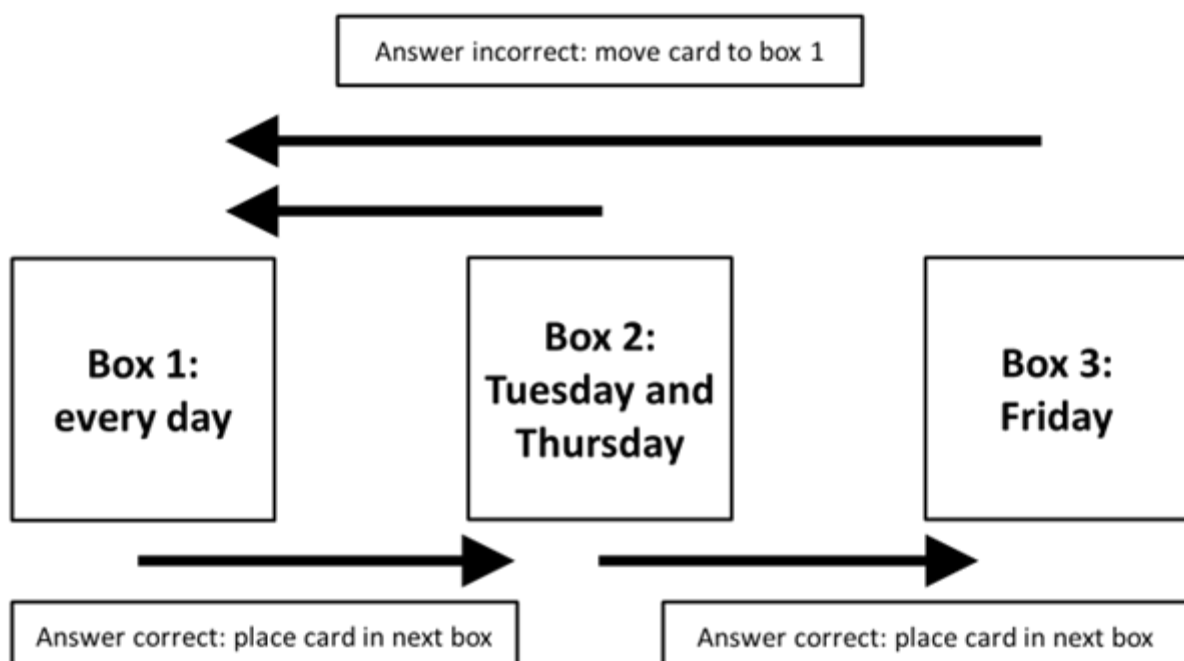 Answer incorrect: move card to box 1
Box 1:
every day
Box 2:
Tuesday and
Thursday
Box 3:
Friday
Answer correct: place card in next box
Answer correct: place card in next box